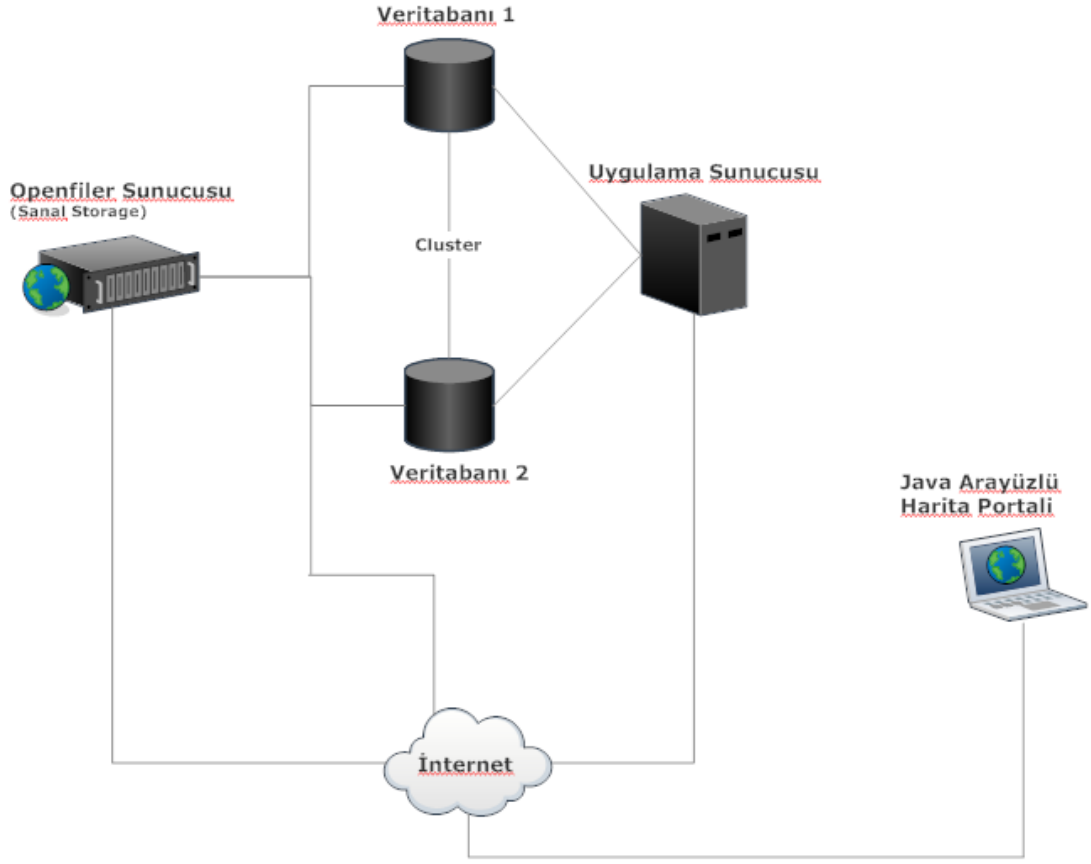 Veritabanı 1
Uygulama Sunucusu
Openfiler Sunucusu
(Sanal Storage)
Cluster
Veritabanı 2
Java Arayüzlü
Harita Portali
İnternet